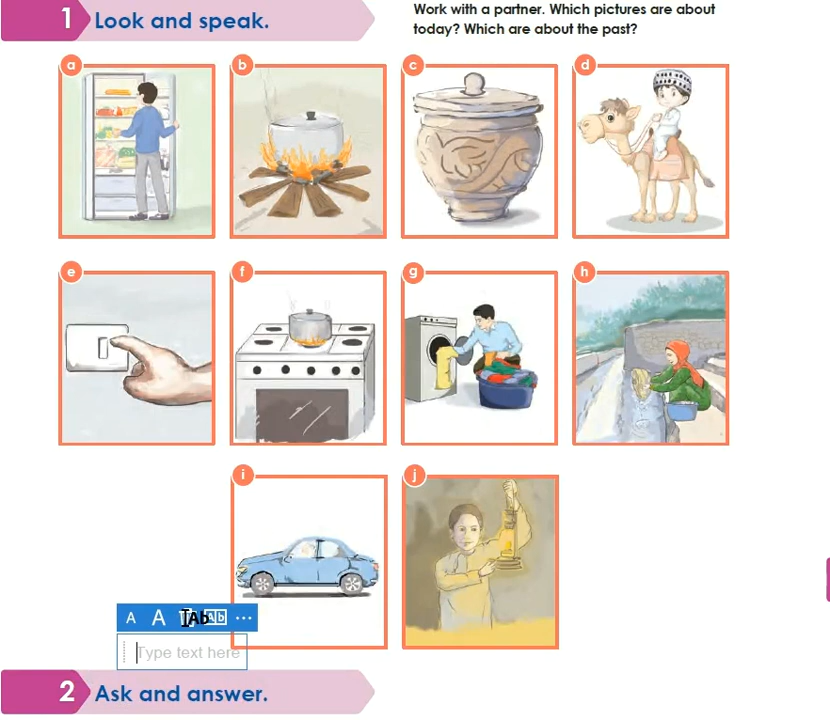 1 Look and speak.
Work with a partner. Which pictures are about
today? Which are about the past?
a
b
c
d
e
f
g
h
i
j
A A Ab Ab ...
Type text here
2 Ask and answer.